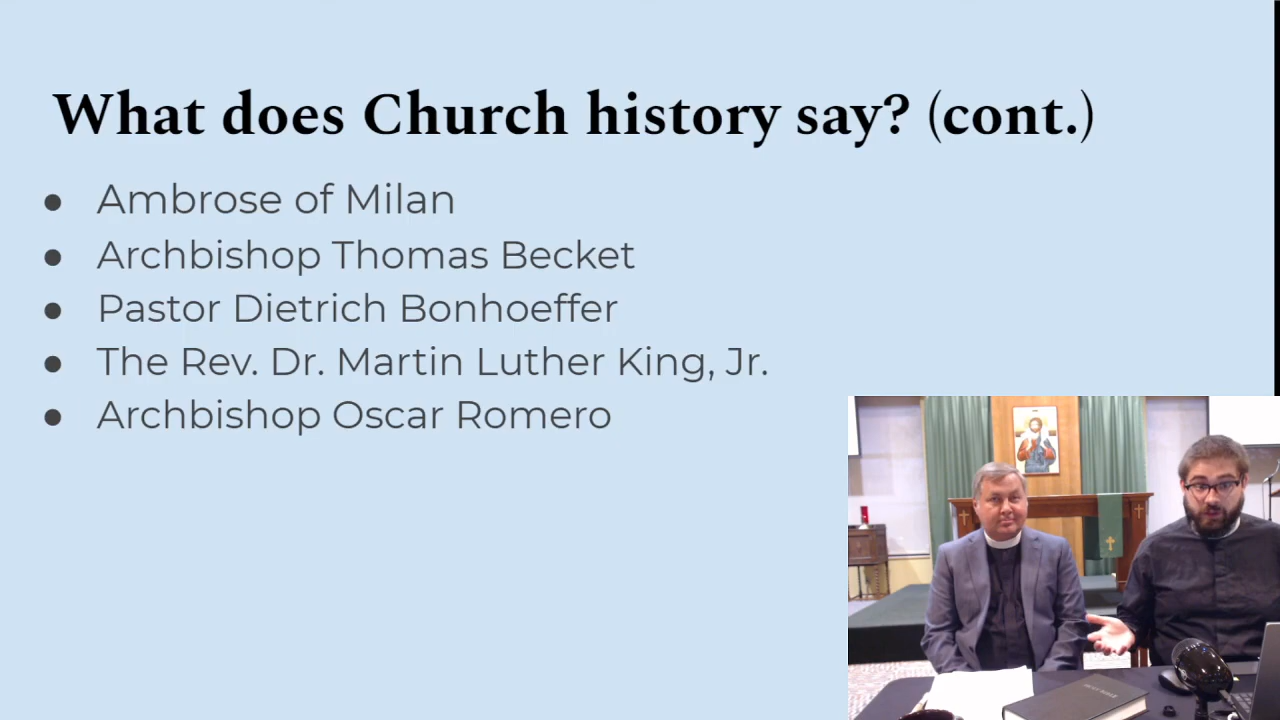 What does Church history say? (cont.)
● Ambrose of Milan
● Archbishop Thomas Becket
● Pastor Dietrich Bonhoeffer
● The Rev. Dr. Martin Luther King, Jr.
● Archbishop Oscar Romero